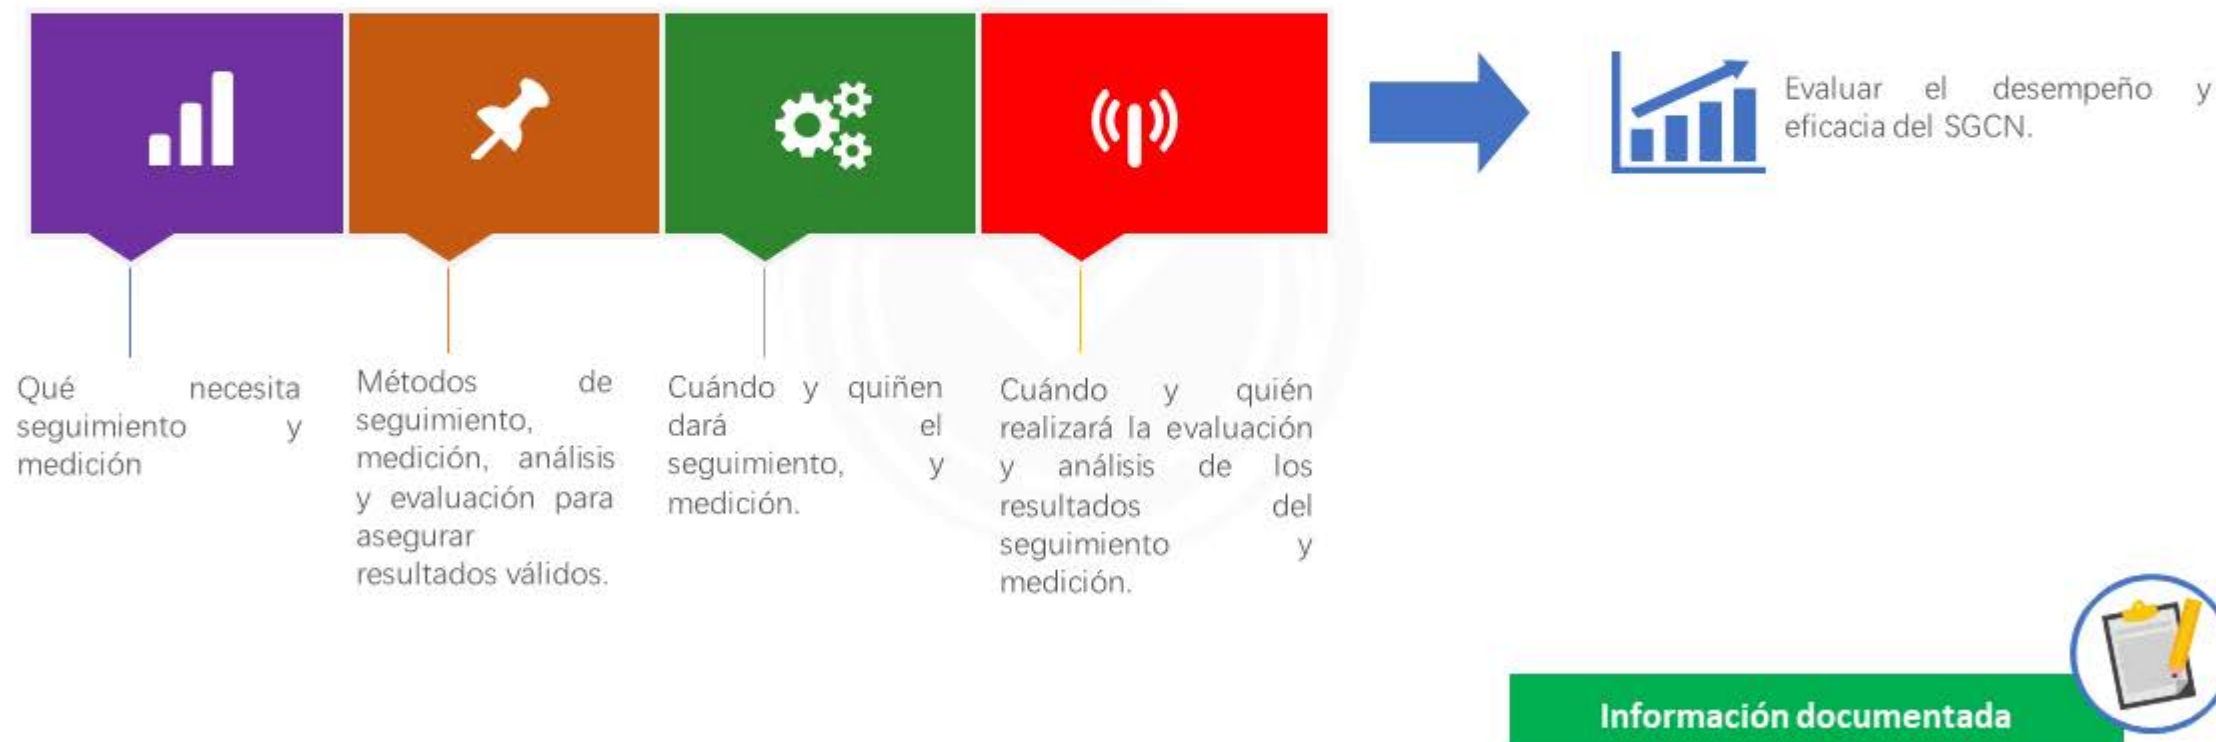 Evaluar el desempeño y
eficacia del SGCN.
Qué necesita
seguimiento y
medición
Métodos de
seguimiento,
medición, análisis
y evaluación para
asegurar
resultados válidos.
Cuándo y quiñen
dará el
seguimiento, y
medición.
Cuándo y quién
realizará la evaluación
y análisis de los
resultados del
seguimiento y
medición.
Información documentada